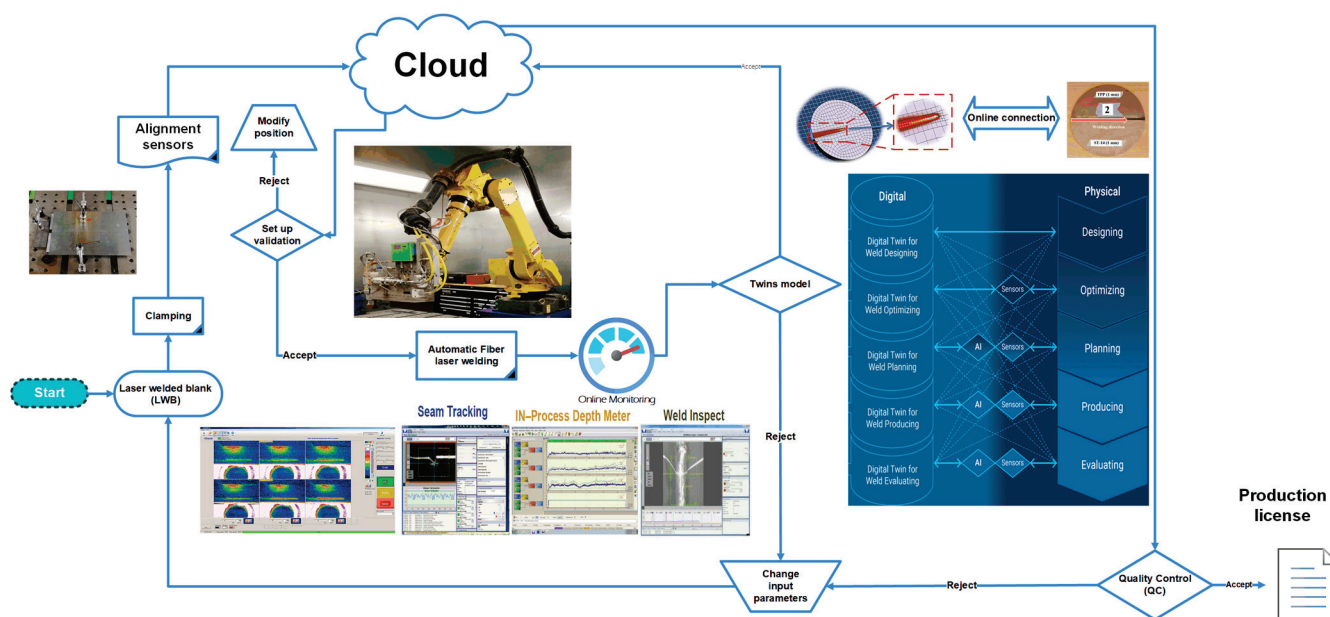 Cloud
Accept
Modify
position
Alignment
sensors
Reject
Set up
validation
Clamping
Start
Laser welded blank
(LWB)
Accept
Automatic Fiber
laser welding
Online Monitoring
Twins model
Reject
Online connection
TPP (1 mm)
2
Welding direction
ST-14 (1 mm)
Digital
Physical
Digital Twin for
Weld Designing
Designing
Digital Twin for
Weld Optimizing
Sensors
Optimizing
Digital Twin for
Weld Planning
AI
Sensors
Planning
Digital Twin for
Weld Producing
AI
Sensors
Producing
Digital Twin for
Weld Evaluating
AI
Sensors
Evaluating
Seam Tracking
IN–Process Depth Meter
Weld Inspect
Change
input
parameters
Reject
Quality Control
(QC)
Accept
Production
license